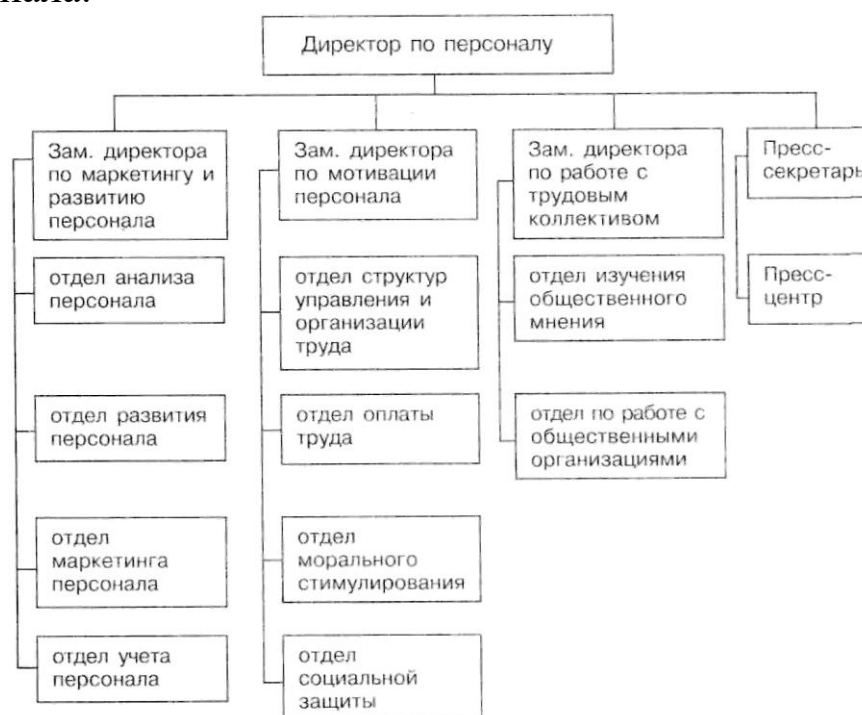 Директор по персоналу
Зам. директора
по маркетингу и
развитию
персонала
отдел анализа
персонала
отдел развития
персонала
отдел
маркетинга
персонала
отдел учета
персонала
Зам. директора
по мотивации
персонала
отдел структур
управления и
организации
труда
отдел оплаты
труда
отдел
морального
стимулирования
отдел
социальной
защиты
Зам. директора
по работе с
трудовым
коллективом
отдел изучения
общественного
мнения
отдел по работе с
общественными
организациями
Пресс-
секретарь
Пресс-
центр